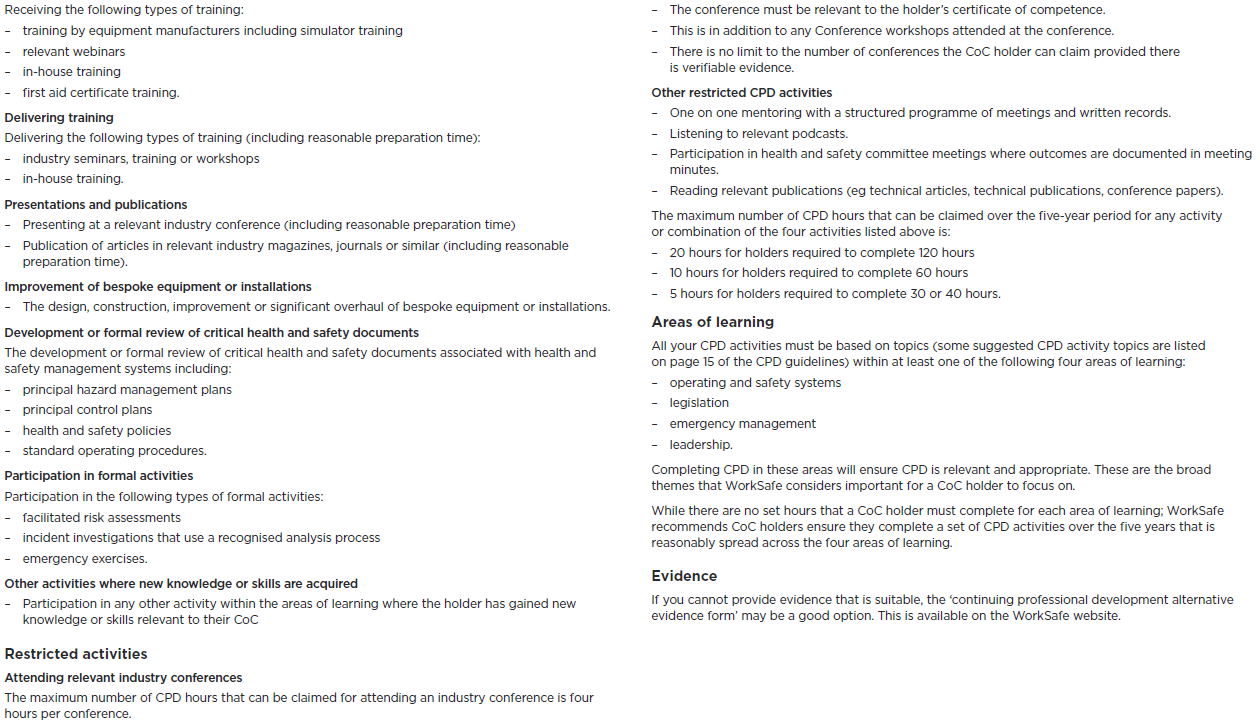 Receiving the following types of training:
– training by equipment manufacturers including simulator training
– relevant webinars
– in-house training
– first aid certificate training.
Delivering training
Delivering the following types of training (including reasonable preparation time):
– industry seminars, training or workshops
– in-house training.
Presentations and publications
– Presenting at a relevant industry conference (including reasonable preparation time)
– Publication of articles in relevant industry magazines, journals or similar (including reasonable
preparation time).
Improvement of bespoke equipment or installations
– The design, construction, improvement or significant overhaul of bespoke equipment or installations.
Development or formal review of critical health and safety documents
The development or formal review of critical health and safety documents associated with health and
safety management systems including:
– principal hazard management plans
– principal control plans
– health and safety policies
– standard operating procedures.
Participation in formal activities
Participation in the following types of formal activities:
– facilitated risk assessments
– incident investigations that use a recognised analysis process
– emergency exercises.
Other activities where new knowledge or skills are acquired
– Participation in any other activity within the areas of learning where the holder has gained new
knowledge or skills relevant to their CoC
Restricted activities
Attending relevant industry conferences
The maximum number of CPD hours that can be claimed for attending an industry conference is four
hours per conference.
– The conference must be relevant to the holder's certificate of competence.
– This is in addition to any Conference workshops attended at the conference.
– There is no limit to the number of conferences the CoC holder can claim provided there
is verifiable evidence.
Other restricted CPD activities
– One on one mentoring with a structured programme of meetings and written records.
– Listening to relevant podcasts.
– Participation in health and safety committee meetings where outcomes are documented in meeting
minutes.
– Reading relevant publications (eg technical articles, technical publications, conference papers).
The maximum number of CPD hours that can be claimed over the five-year period for any activity
or combination of the four activities listed above is:
– 20 hours for holders required to complete 120 hours
– 10 hours for holders required to complete 60 hours
– 5 hours for holders required to complete 30 or 40 hours.
Areas of learning
All your CPD activities must be based on topics (some suggested CPD activity topics are listed
on page 15 of the CPD guidelines) within at least one of the following four areas of learning:
– operating and safety systems
– legislation
– emergency management
– leadership.
Completing CPD in these areas will ensure CPD is relevant and appropriate. These are the broad
themes that WorkSafe considers important for a CoC holder to focus on.
While there are no set hours that a CoC holder must complete for each area of learning; WorkSafe
recommends CoC holders ensure they complete a set of CPD activities over the five years that is
reasonably spread across the four areas of learning.
Evidence
If you cannot provide evidence that is suitable, the 'continuing professional development alternative
evidence form' may be a good option. This is available on the WorkSafe website.